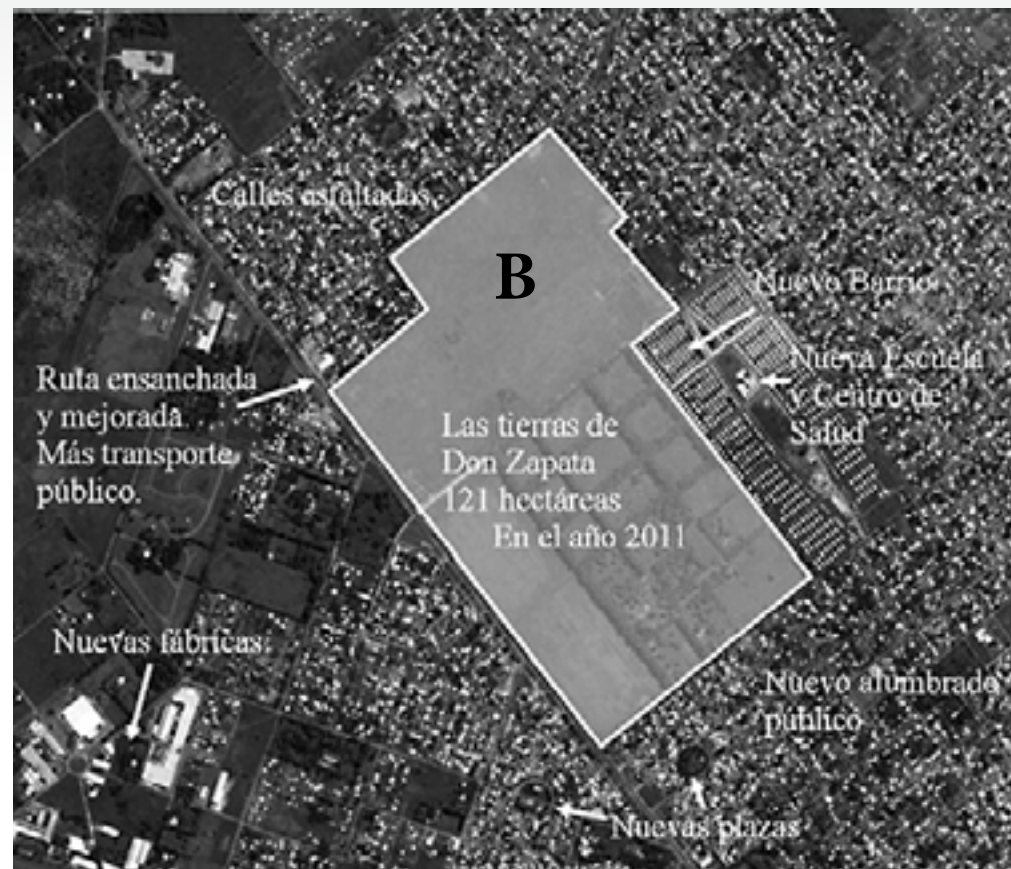 Calles asfaltadas.
B
Nuevo Barrio
Nueva Escuela
y Centro de
Salud
Ruta ensanchada
y mejorada
Más transporte
público.
Las tierras de
Don Zapata
121 hectáreas
En el año 2011
Nuevas fábricas.
Nuevo alumbrado
público
Nuevas plazas